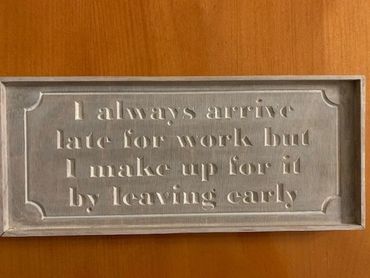 I always arrive
late for work but
I make up for it
by leaving early